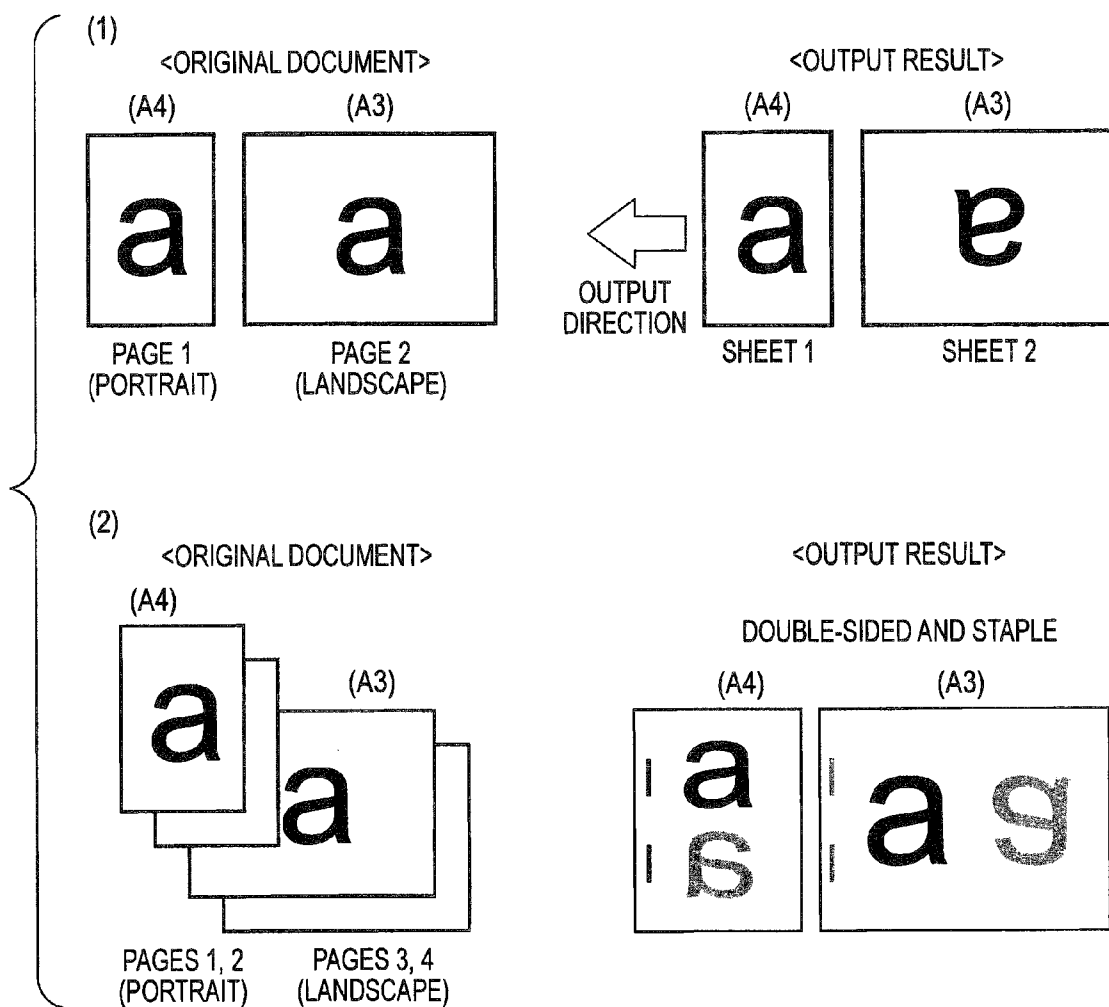 (1)
<ORIGINAL DOCUMENT>
<OUTPUT RESULT>
(A4)
(A3)
(A4)
(A3)
a
a
a
a
OUTPUT
DIRECTION
PAGE 1
(PORTRAIT)
PAGE 2
(LANDSCAPE)
SHEET 1
SHEET 2
(2)
<ORIGINAL DOCUMENT>
<OUTPUT RESULT>
DOUBLE-SIDED AND STAPLE
(A4)
(A3)
(A4)
(A3)
a
a
a
a
a
a
PAGES 1, 2
(PORTRAIT)
PAGES 3, 4
(LANDSCAPE)